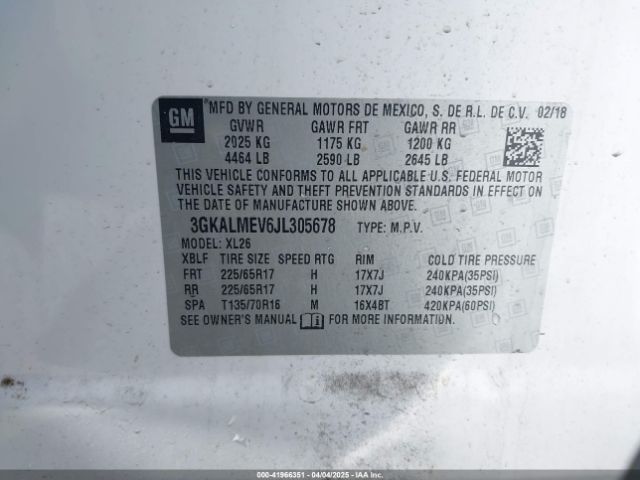 GM
MFD BY GENERAL MOTORS DE MEXICO, S. DE R.L. DE C.V. 02/18
GVWR GAWR FRT GAWR RR
2025 KG 1175 KG 1200 KG
4464 LB 2590 LB 2645 LB
THIS VEHICLE CONFORMS TO ALL APPLICABLE U.S. FEDERAL MOTOR
VEHICLE SAFETY AND THEFT PREVENTION STANDARDS IN EFFECT ON
THE DATE OF MANUFACTURE SHOWN ABOVE.
3GKALMEV6JL305678 TYPE: M.P.V.
MODEL: XL26
XBLF TIRE SIZE SPEED RTG RIM COLD TIRE PRESSURE
FRT 225/65R17 H 17X7J 240KPA(35PSI)
RR 225/65R17 H 17X7J 240KPA(35PSI)
SPA T135/70R16 M 16X4BT 420KPA(60PSI)
SEE OWNER'S MANUAL i FOR MORE INFORMATION.
000-41966351 - 04/04/2025 - IAAI.COM